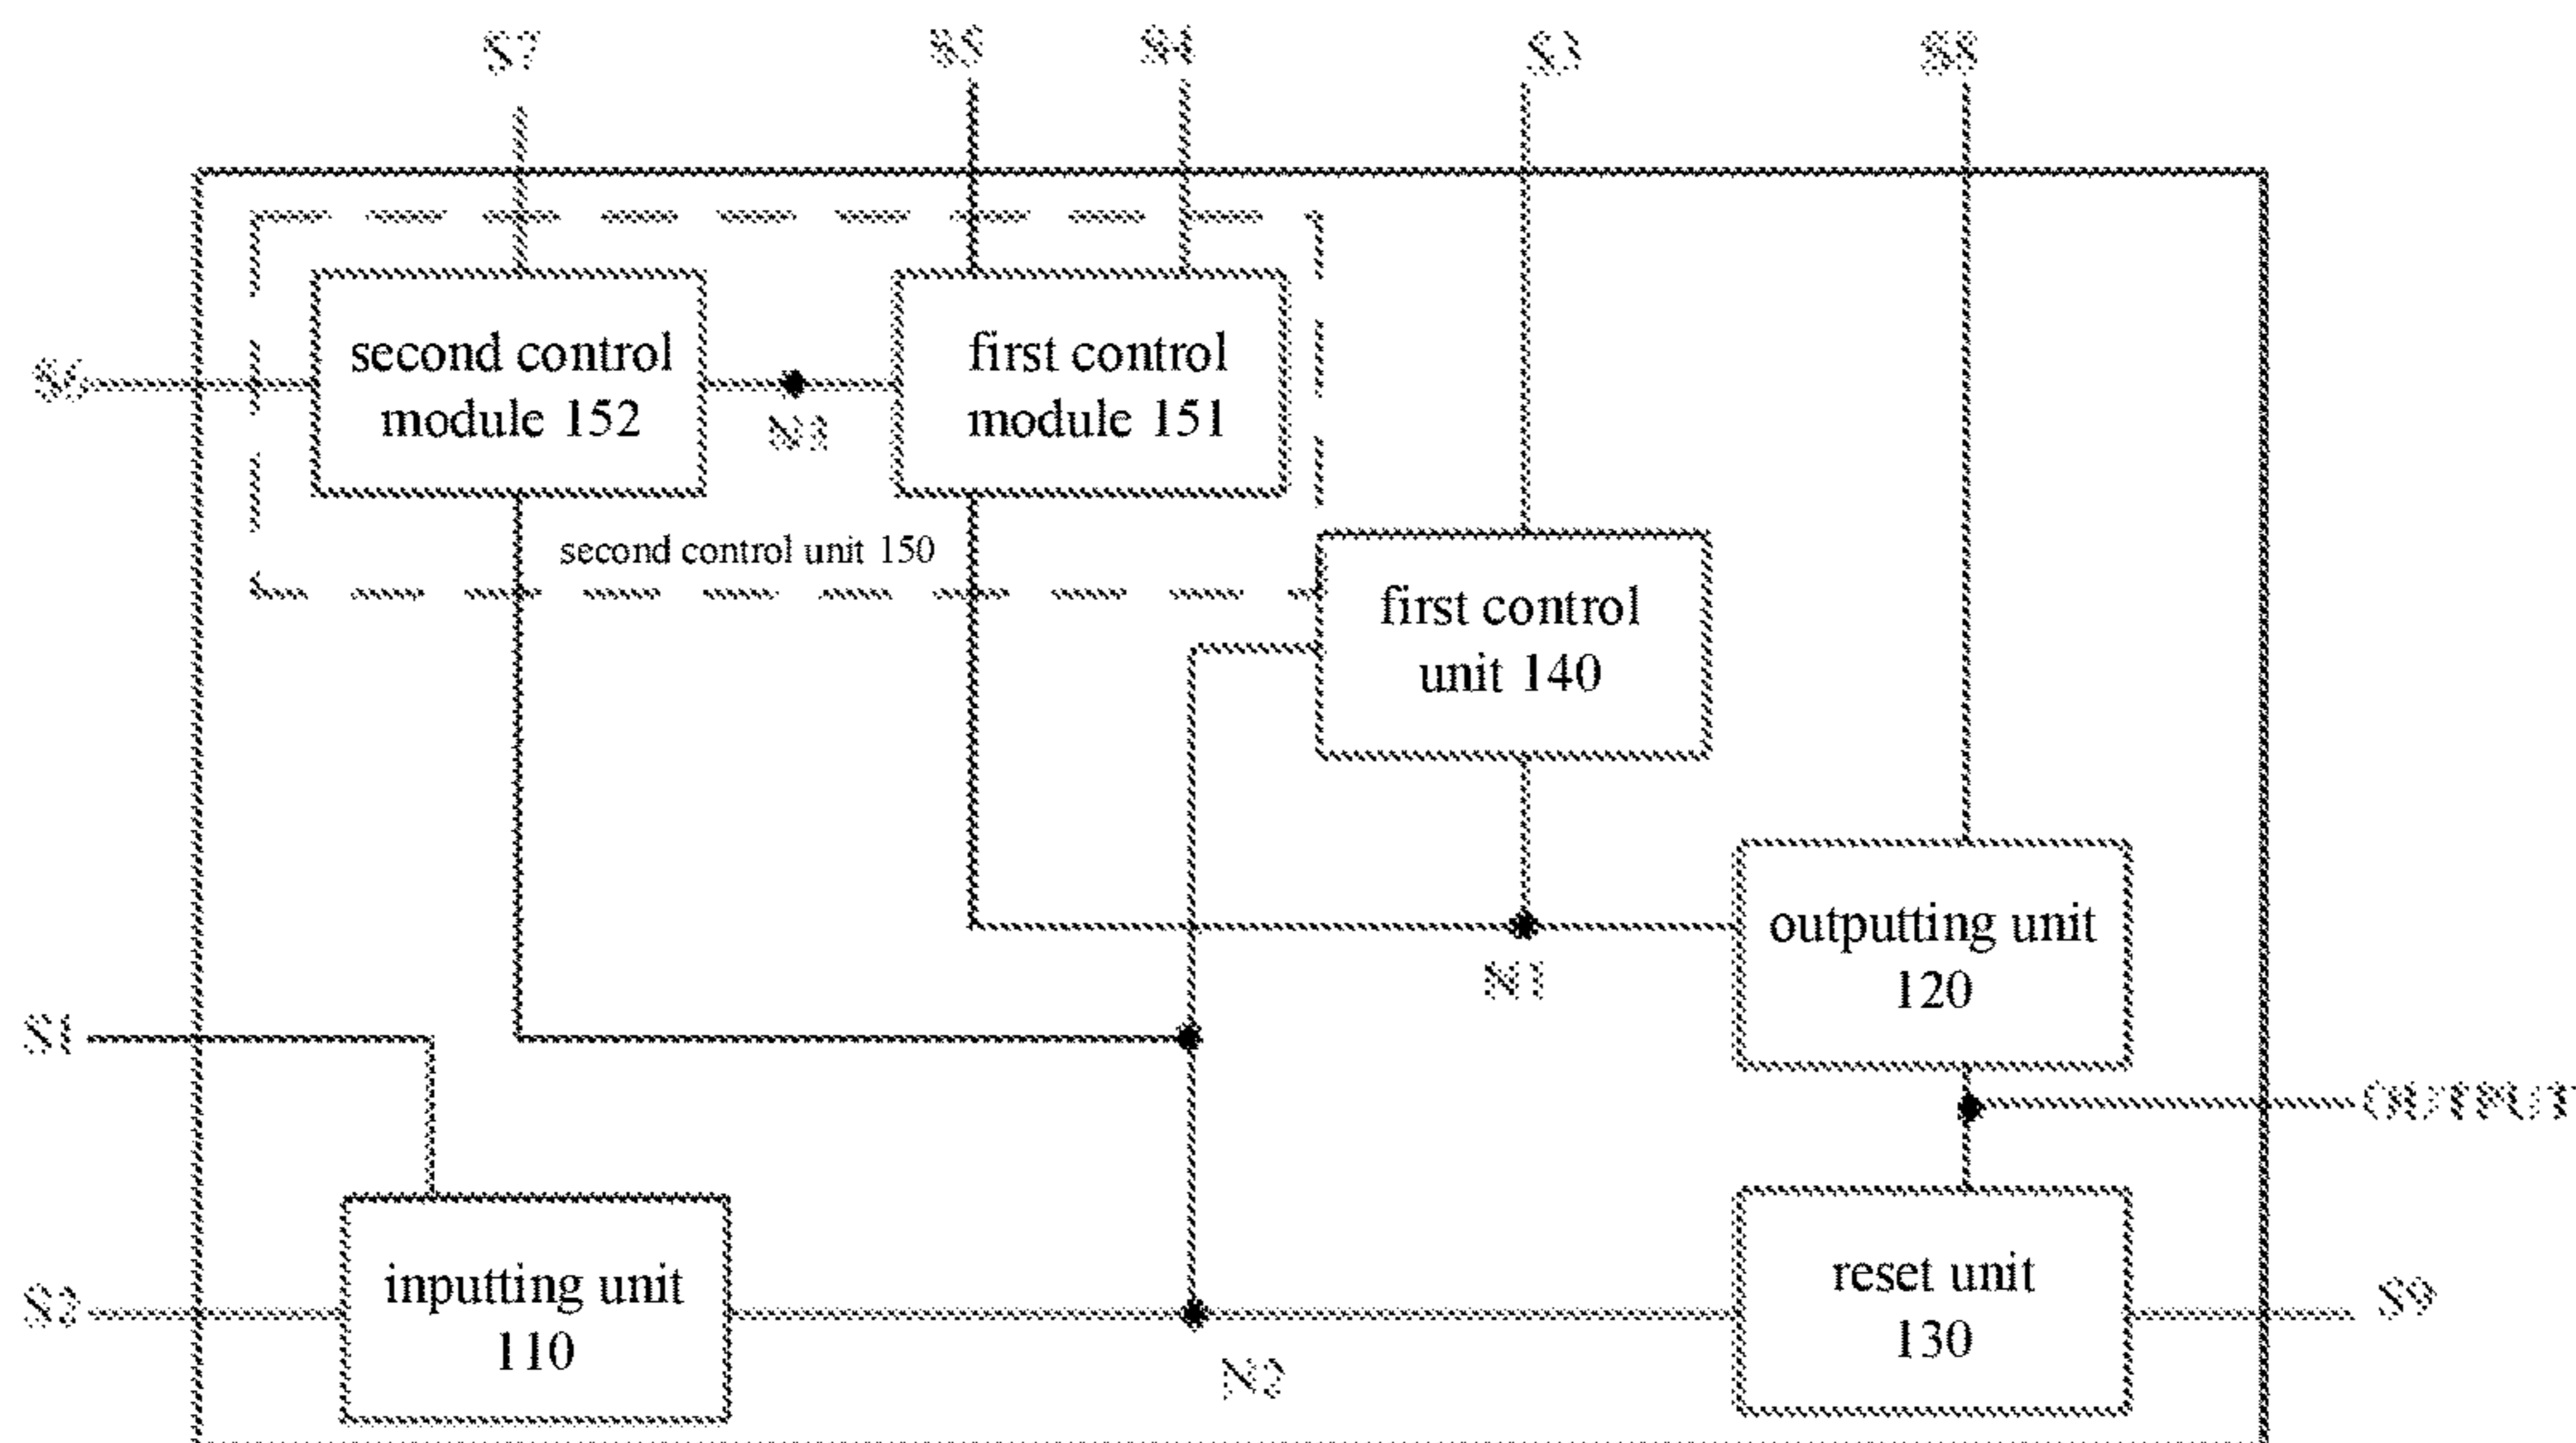 S7 S5 S4 S3 S8
second control
module 152
first control
module 151
S6
N3
second control unit 150
first control
unit 140
outputting unit
120
N1
S1
OUTPUT
inputting unit
110
reset unit
130
S2
S9
N2